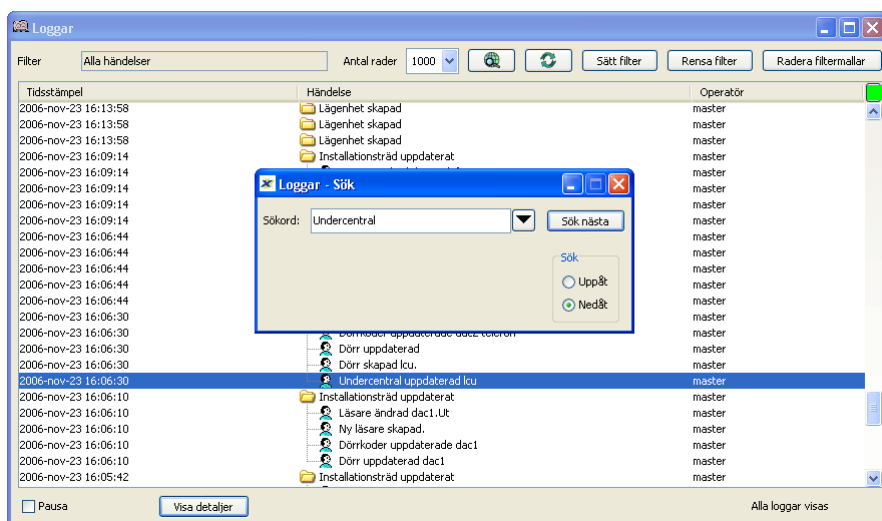 Loggar
Filter Alla händelser Antal rader 1000 Sätt filter Rensa filter Radera filtermallar
Tidsstämpel Händelse Operatör
2006-nov-23 16:13:58 Lägenhet skapad master
2006-nov-23 16:13:58 Lägenhet skapad master
2006-nov-23 16:13:58 Lägenhet skapad master
2006-nov-23 16:09:14 Installationsträd uppdaterat master
2006-nov-23 16:09:14 master
2006-nov-23 16:09:14 master
2006-nov-23 16:09:14 master
2006-nov-23 16:09:14 master
2006-nov-23 16:06:44 master
2006-nov-23 16:06:44 master
2006-nov-23 16:06:44 master
2006-nov-23 16:06:44 master
2006-nov-23 16:06:44 master
2006-nov-23 16:06:30 master
2006-nov-23 16:06:30 Dörrkoder uppdaterade dac2 telefon master
2006-nov-23 16:06:30 Dörr uppdaterad master
2006-nov-23 16:06:30 Dörr skapad lcu. master
2006-nov-23 16:06:30 Undercentral uppdaterad lcu master
2006-nov-23 16:06:10 Installationsträd uppdaterat master
2006-nov-23 16:06:10 Läsare ändrad dac1.Ut master
2006-nov-23 16:06:10 Ny läsare skapad. master
2006-nov-23 16:06:10 Dörrkoder uppdaterade dac1 master
2006-nov-23 16:06:10 Dörr uppdaterad dac1 master
2006-nov-23 16:05:42 Installationsträd uppdaterat master
Pausa Visa detaljer Alla loggar visas
Loggar - Sök
Sökord: Undercentral Sök nästa
Sök
Uppåt
Nedåt